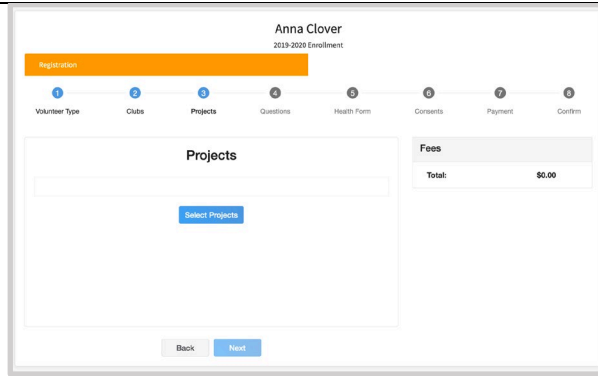 Anna Clover
2019-2020 Enrollment
Registration
1 2 3 4 5 6 7 8
Volunteer Type Clubs Projects Questions Health Form Consents Payment Confirm
Projects
Select Projects
Fees
Total: $0.00
Back Next